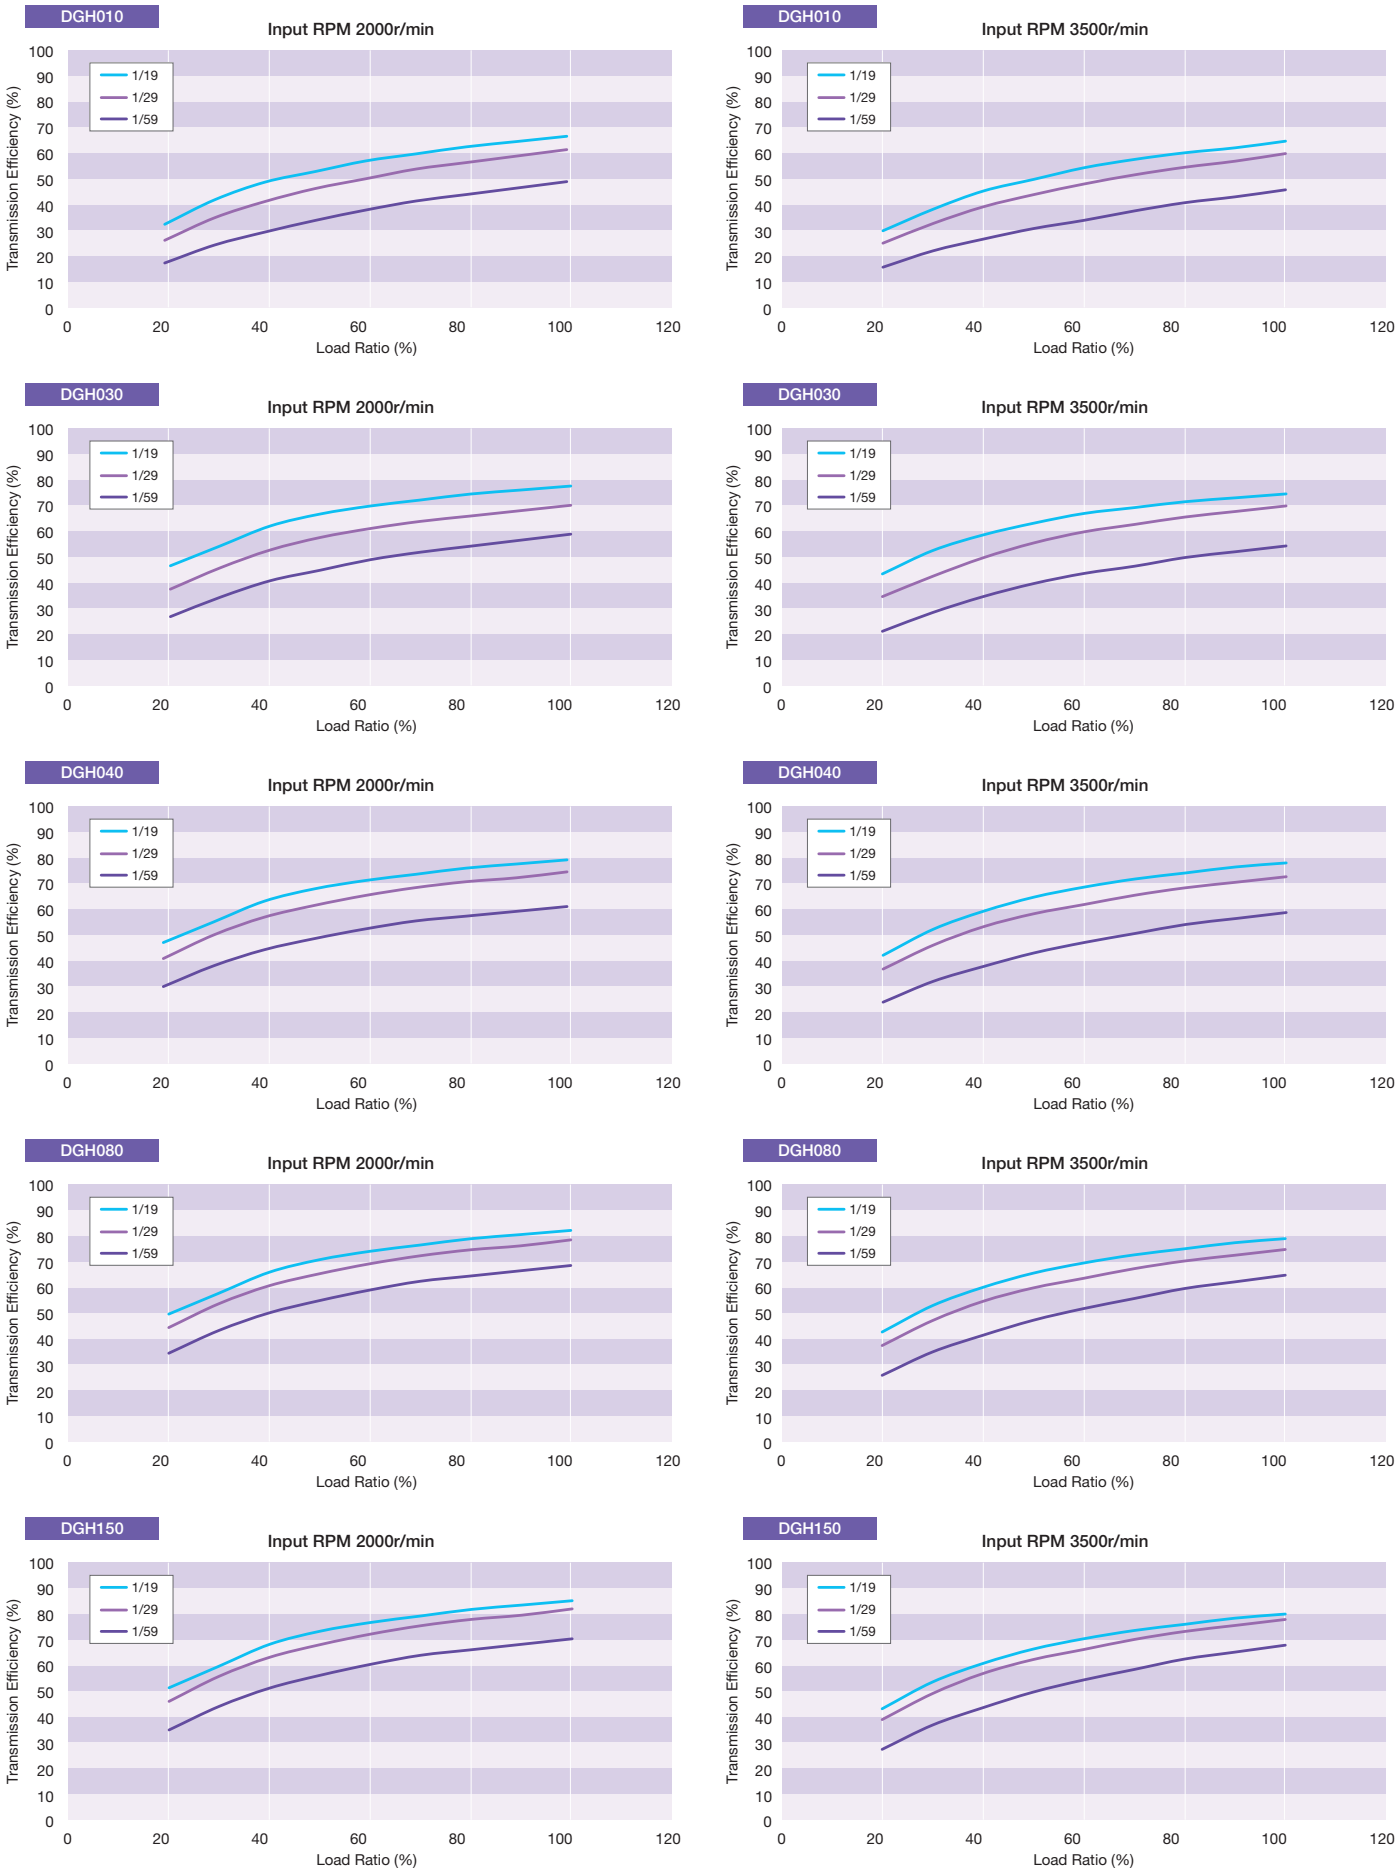 DGH010
Input RPM 2000r/min
Transmission Efficiency (%)
100
90
80
70
60
50
40
30
20
10
0
1/19
1/29
1/59
0 20 40 60 80 100 120
Load Ratio (%)
DGH010
Input RPM 3500r/min
Transmission Efficiency (%)
100
90
80
70
60
50
40
30
20
10
0
1/19
1/29
1/59
0 20 40 60 80 100 120
Load Ratio (%)
DGH030
Input RPM 2000r/min
Transmission Efficiency (%)
100
90
80
70
60
50
40
30
20
10
0
1/19
1/29
1/59
0 20 40 60 80 100 120
Load Ratio (%)
DGH030
Input RPM 3500r/min
Transmission Efficiency (%)
100
90
80
70
60
50
40
30
20
10
0
1/19
1/29
1/59
0 20 40 60 80 100 120
Load Ratio (%)
DGH040
Input RPM 2000r/min
Transmission Efficiency (%)
100
90
80
70
60
50
40
30
20
10
0
1/19
1/29
1/59
0 20 40 60 80 100 120
Load Ratio (%)
DGH040
Input RPM 3500r/min
Transmission Efficiency (%)
100
90
80
70
60
50
40
30
20
10
0
1/19
1/29
1/59
0 20 40 60 80 100 120
Load Ratio (%)
DGH080
Input RPM 2000r/min
Transmission Efficiency (%)
100
90
80
70
60
50
40
30
20
10
0
1/19
1/29
1/59
0 20 40 60 80 100 120
Load Ratio (%)
DGH080
Input RPM 3500r/min
Transmission Efficiency (%)
100
90
80
70
60
50
40
30
20
10
0
1/19
1/29
1/59
0 20 40 60 80 100 120
Load Ratio (%)
DGH150
Input RPM 2000r/min
Transmission Efficiency (%)
100
90
80
70
60
50
40
30
20
10
0
1/19
1/29
1/59
0 20 40 60 80 100 120
Load Ratio (%)
DGH150
Input RPM 3500r/min
Transmission Efficiency (%)
100
90
80
70
60
50
40
30
20
10
0
1/19
1/29
1/59
0 20 40 60 80 100 120
Load Ratio (%)